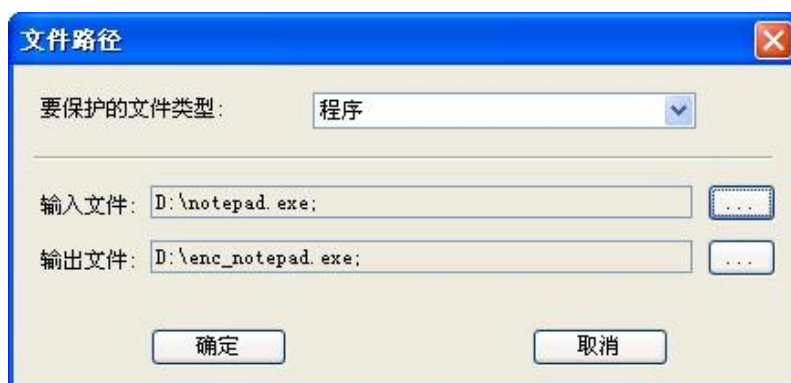 文件路径
要保护的文件类型: 程序
输入文件: D:\notepad.exe; ...
输出文件: D:\enc_notepad.exe; ...
确定 取消